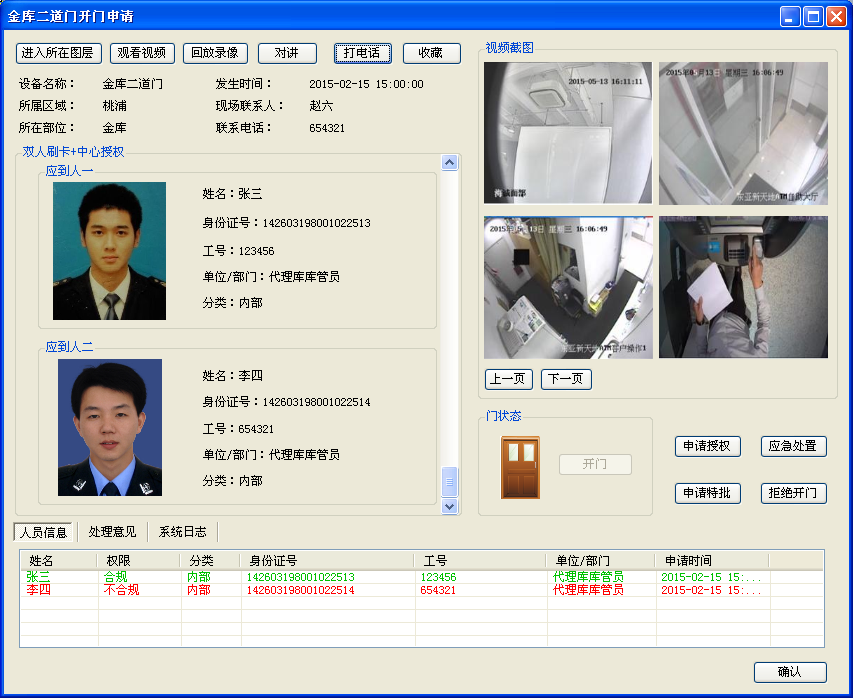 金库二道门开门申请
进入所在图层 观看视频 回放录像 对讲 打电话 收藏
设备名称： 金库二道门 发生时间： 2015-02-15 15:00:00
所属区域： 桃浦 现场联系人： 赵六
所在部位： 金库 联系电话： 654321
双人刷卡+中心授权
应到人一
姓名：张三
身份证号：142603198001022513
工号：123456
单位/部门：代理库库管员
分类：内部
应到人二
姓名：李四
身份证号：142603198001022514
工号：654321
单位/部门：代理库库管员
分类：内部
视频截图
2015-05-13 16:11:11
2015年05月13日 星期三 16:06:49
东亚新天地ATM自助大厅
2015年5月13日 星期三 16:06:49
东亚新天地ATM客户操作1
上一页 下一页
门状态
开门
申请授权 应急处置
申请特批 拒绝开门
人员信息 处理意见 系统日志
姓名 权限 分类 身份证号 工号 单位/部门 申请时间
张三 合规 内部 142603198001022513 123456 代理库库管员 2015-02-15 15:...
李四 不合规 内部 142603198001022514 654321 代理库库管员 2015-02-15 15:...
确认